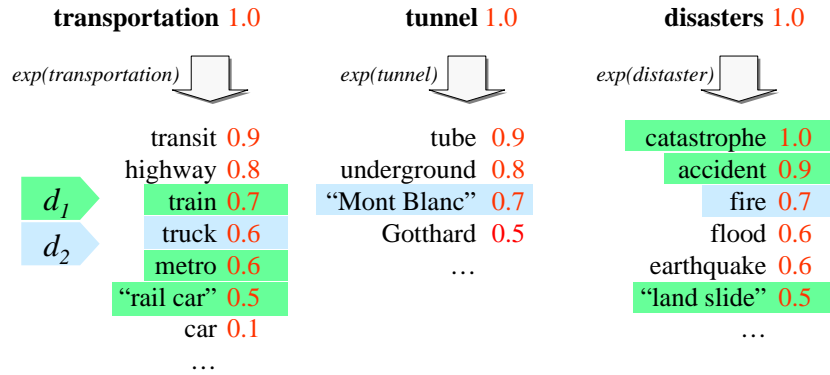 transportation 1.0
exp(transportation)
transit 0.9
highway 0.8
train 0.7
truck 0.6
metro 0.6
“rail car” 0.5
car 0.1
…
d1
d2
tunnel 1.0
exp(tunnel)
tube 0.9
underground 0.8
“Mont Blanc” 0.7
Gotthard 0.5
…
disasters 1.0
exp(distaster)
catastrophe 1.0
accident 0.9
fire 0.7
flood 0.6
earthquake 0.6
“land slide” 0.5
…